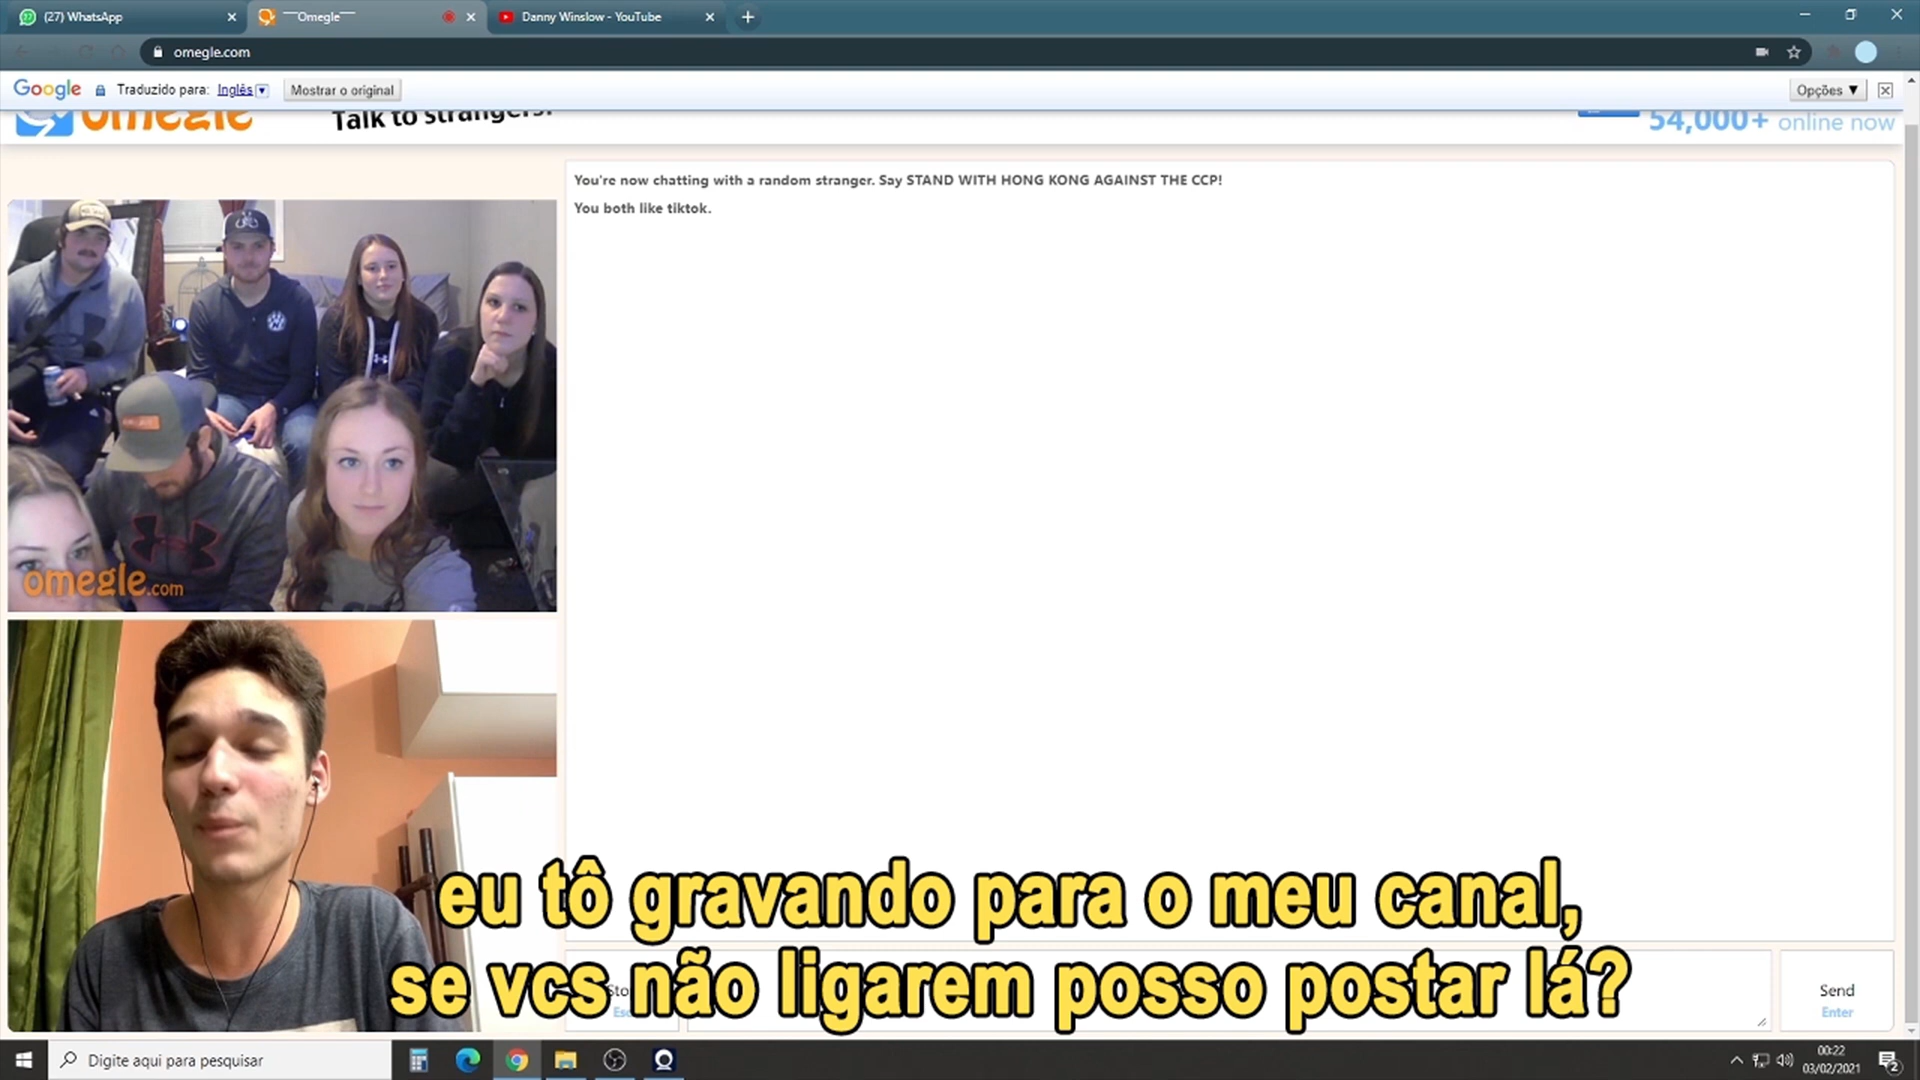 (27) WhatsApp
Omegle
Danny Winslow - YouTube
omegle.com
Google
Traduzido para: Inglês
Mostrar o original
Opções
omegle
Talk to strangers!
54,000+ online now
You're now chatting with a random stranger. Say STAND WITH HONG KONG AGAINST THE CCP!
You both like tiktok.
omegle.com
eu tô gravando para o meu canal,
se vcs não ligarem posso postar lá?
Send
Enter
Digite aqui para pesquisar
00:22
03/02/2021
2